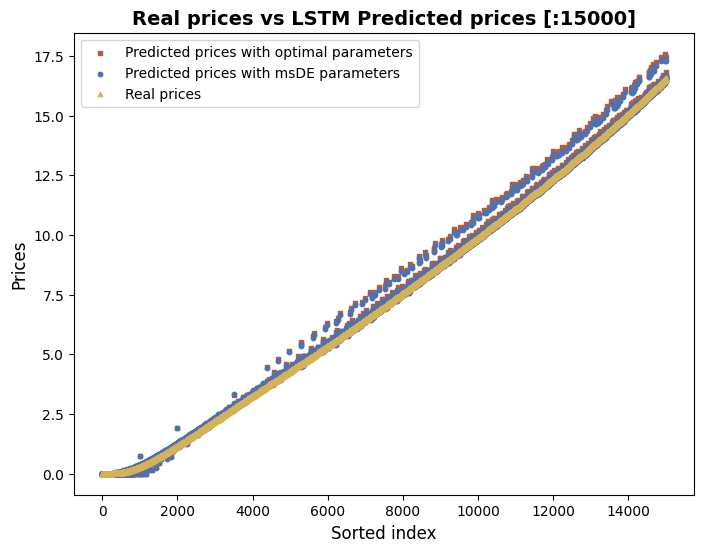 Real prices vs LSTM Predicted prices [:15000]
Predicted prices with optimal parameters
Predicted prices with msDE parameters
Real prices
Prices
17.5
15.0
12.5
10.0
7.5
5.0
2.5
0.0
0
2000
4000
6000
8000
10000
12000
14000
Sorted index